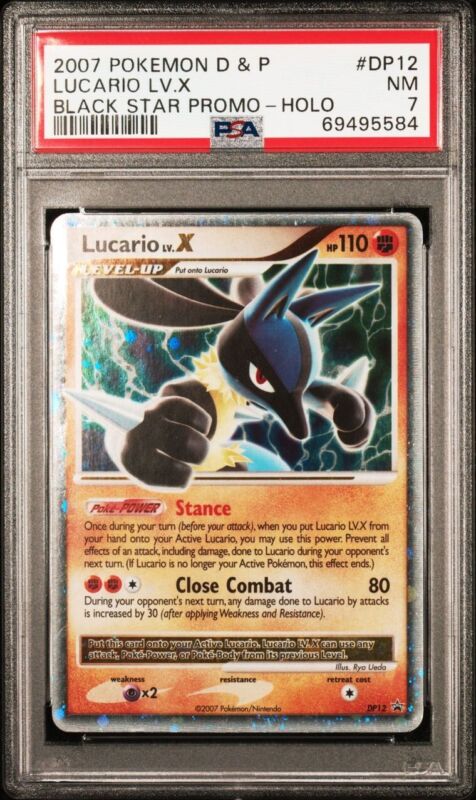 2007 POKEMON D & P #DP12
LUCARIO LV.X NM
BLACK STAR PROMO - HOLO 7
PSA 69495584
Lucario LV.X HP110
LEVEL-UP Put onto Lucario
Poké-POWER Stance
Once during your turn (before your attack), when you put Lucario LV.X from
your hand onto your Active Lucario, you may use this power. Prevent all
effects of an attack, including damage, done to Lucario during your opponent's
next turn. (If Lucario is no longer your Active Pokémon, this effect ends.)
Close Combat 80
During your opponent's next turn, any damage done to Lucario by attacks
is increased by 30 (after applying Weakness and Resistance).
Put this card onto your Active Lucario. Lucario LV.X can use any
attack, Poké-Power, or Poké-Body from its previous Level.
Illus. Ryo Ueda
weakness resistance retreat cost
x2
©2007 Pokémon/Nintendo DP12
PSA